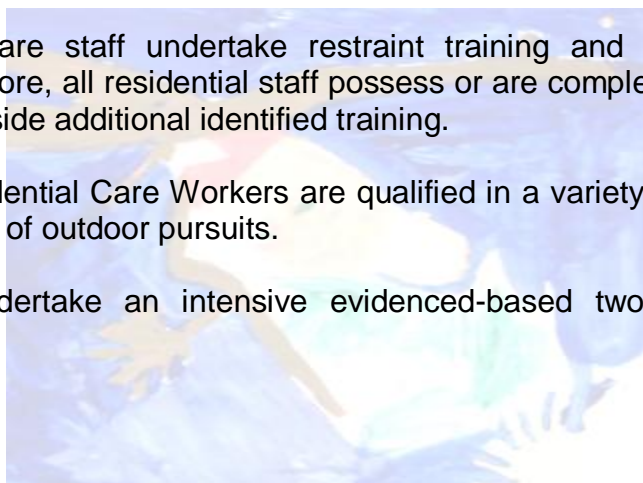 are staff undertake restraint training and
ore, all residential staff possess or are comple
side additional identified training.
dential Care Workers are qualified in a variety
of outdoor pursuits.
dertake an intensive evidenced-based two